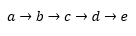 a → b → c → d → e